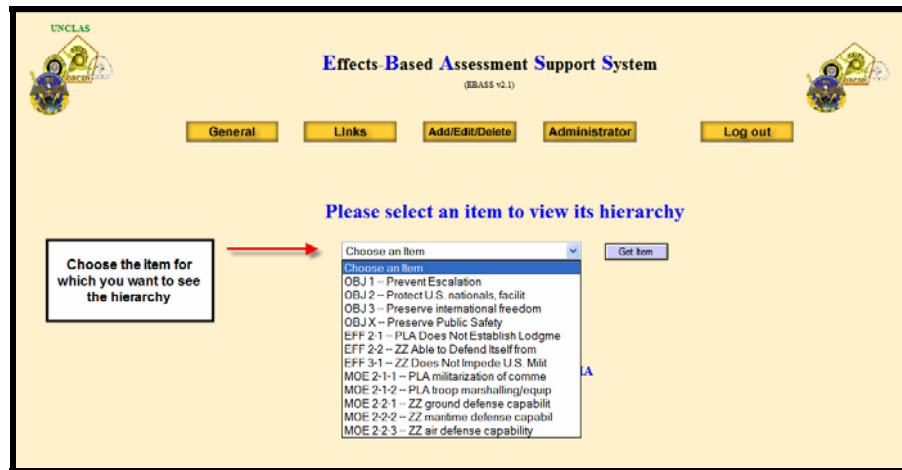 UNCLAS
Effects-Based Assessment Support System
(EBASS v2.1)
General Links Add/Edit/Delete Administrator Log out
Please select an item to view its hierarchy
Choose the item for
which you want to see
the hierarchy
Choose an Item Get Item
Choose an Item
OBJ 1 -- Prevent Escalation
OBJ 2 -- Protect U.S. nationals, facilit
OBJ 3 -- Preserve international freedom
OBJ X -- Preserve Public Safety
EFF 2-1 -- PLA Does Not Establish Lodgme
EFF 2-2 -- ZZ Able to Defend Itself from
EFF 3-1 -- ZZ Does Not Impede U.S. Milit
MOE 2-1-1 -- PLA militarization of comme
IA
MOE 2-1-2 -- PLA troop marshalling/equip
MOE 2-2-1 -- ZZ ground defense capabilit
MOE 2-2-2 -- ZZ maritime defense capabil
MOE 2-2-3 -- ZZ air defense capability